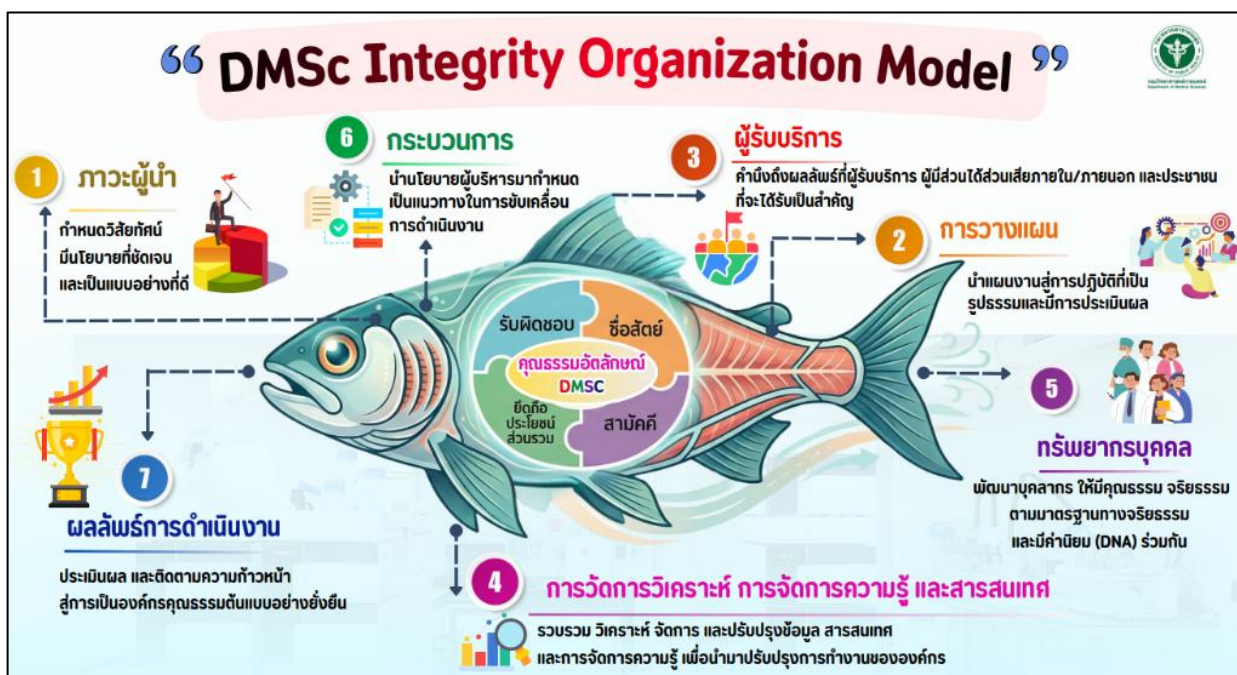 “ DMSc Integrity Organization Model ”
กรมวิทยาศาสตร์การแพทย์
Department of Medical Sciences
1
ภาวะผู้นำ
กำหนดวิสัยทัศน์
มีนโยบายที่ชัดเจน
และเป็นแบบอย่างที่ดี
6
กระบวนการ
นำนโยบายผู้บริหารมากำหนด
เป็นแนวทางในการขับเคลื่อน
การดำเนินงาน
3
ผู้รับบริการ
คำนึงถึงผลลัพธ์ที่ผู้รับบริการ ผู้มีส่วนได้ส่วนเสียภายใน/ภายนอก และประชาชน
ที่จะได้รับเป็นสำคัญ
2
การวางแผน
นำแผนงานสู่การปฏิบัติที่เป็น
รูปธรรมและมีการประเมินผล
รับผิดชอบ
ซื่อสัตย์
คุณธรรมอัตลักษณ์
DMSC
ยึดถือ
ประโยชน์
ส่วนรวม
สามัคคี
5
ทรัพยากรบุคคล
พัฒนาบุคลากร ให้มีคุณธรรม จริยธรรม
ตามมาตรฐานทางจริยธรรม
และมีค่านิยม (DNA) ร่วมกัน
7
ผลลัพธ์การดำเนินงาน
ประเมินผล และติดตามความก้าวหน้า
สู่การเป็นองค์กรคุณธรรมต้นแบบอย่างยั่งยืน
4
การวัดการวิเคราะห์ การจัดการความรู้ และสารสนเทศ
รวบรวม วิเคราะห์ จัดการ และปรับปรุงข้อมูล สารสนเทศ
และการจัดการความรู้ เพื่อนำมาปรับปรุงการทำงานขององค์กร